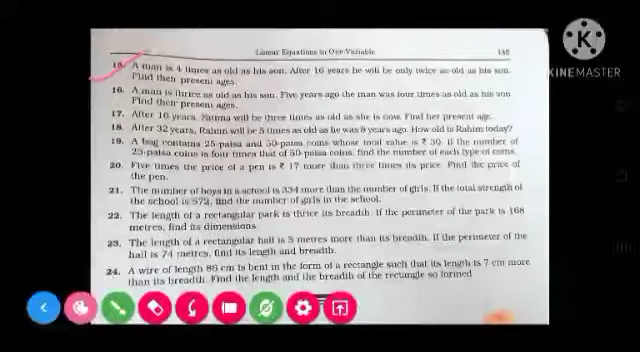 Linear Equations in One Variable 148
15. A man is 4 times as old as his son. After 16 years he will be only twice as old as his son.
Find their present ages.
16. A man is thrice as old as his son. Five years ago the man was four times as old as his son
Find their present ages.
17. After 16 years, Fatima will be three times as old as she is now. Find her present age.
18. After 32 years, Rahim will be 5 times as old as he was 8 years ago. How old is Rahim today?
19. A bag contains 25-paisa and 50-paisa coins whose total value is ₹ 30. If the number of
25-paisa coins is four times that of 50-paisa coins, find the number of each type of coins.
20. Five times the price of a pen is ₹ 17 more than three times its price. Find the price of
the pen.
21. The number of boys in a school is 334 more than the number of girls. If the total strength of
the school is 572, find the number of girls in the school.
22. The length of a rectangular park is thrice its breadth. If the perimeter of the park is 168
metres, find its dimensions.
23. The length of a rectangular hall is 5 metres more than its breadth. If the perimeter of the
hall is 74 metres, find its length and breadth.
24. A wire of length 86 cm is bent in the form of a rectangle such that its length is 7 cm more
than its breadth. Find the length and the breadth of the rectangle so formed
K
KINEMASTER